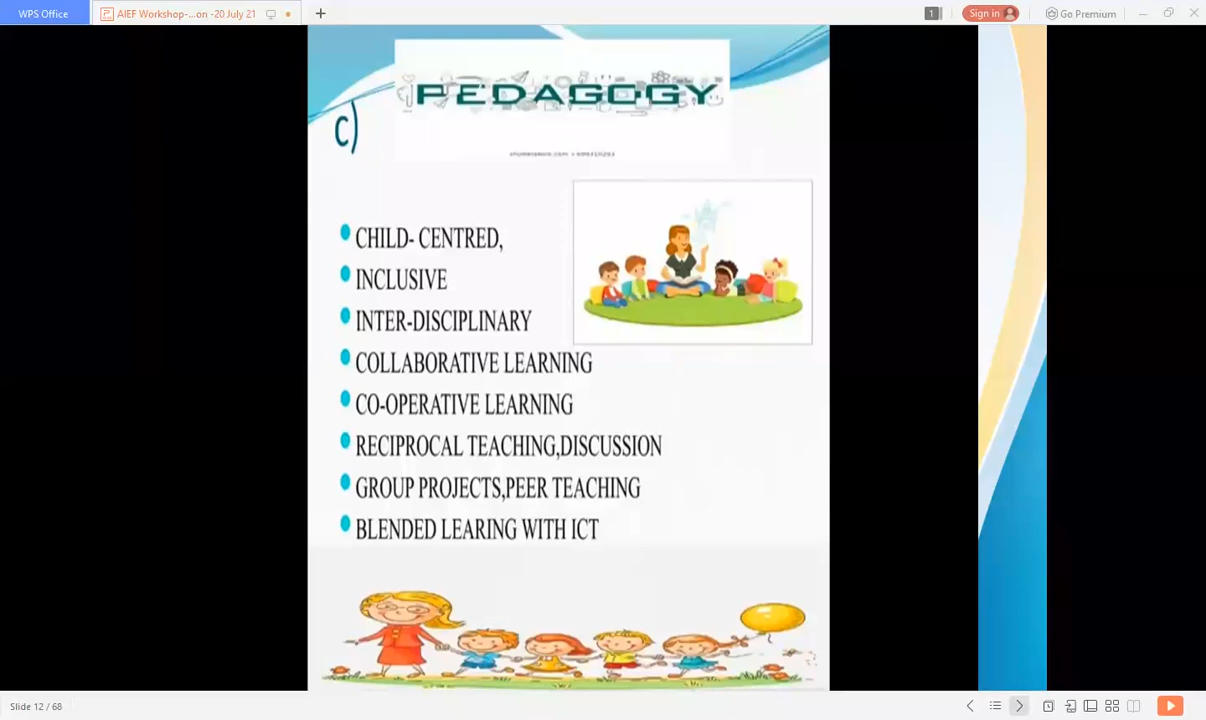 WPS Office
AIEF Workshop-...on -20 July 21
1
Sign in
Go Premium
PEDAGOGY
c)
CHILD- CENTRED,
INCLUSIVE
INTER-DISCIPLINARY
COLLABORATIVE LEARNING
CO-OPERATIVE LEARNING
RECIPROCAL TEACHING,DISCUSSION
GROUP PROJECTS,PEER TEACHING
BLENDED LEARING WITH ICT
Slide 12 / 68